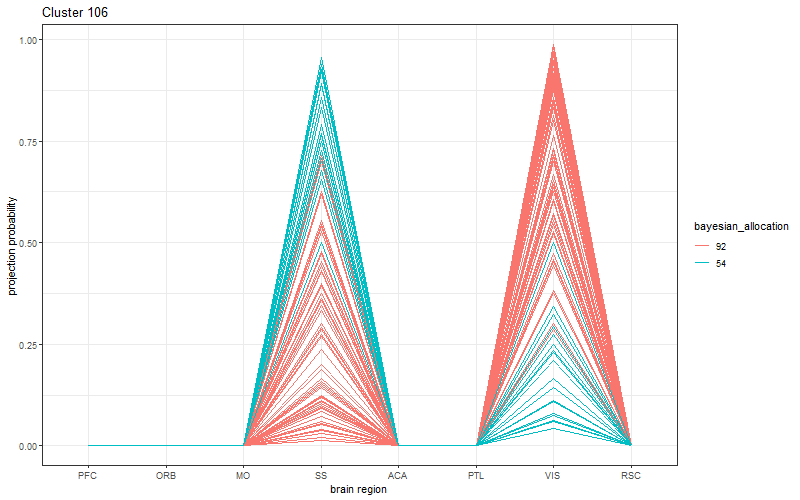 Cluster 106
1.00
0.75
0.50
0.25
0.00
projection probability
PFC ORB MO SS ACA PTL VIS RSC
brain region
bayesian_allocation
92
54